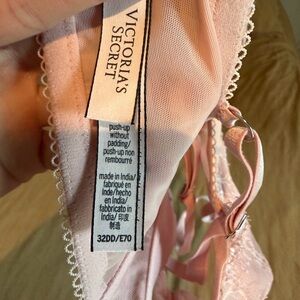 VICTORIA'S
SECRET
push-up
without
padding/
push-up non
rembourré
made in India/
fabriqué en
Inde/hecho
en India/
fabbricato in
India/印度
制造
32DD/E70